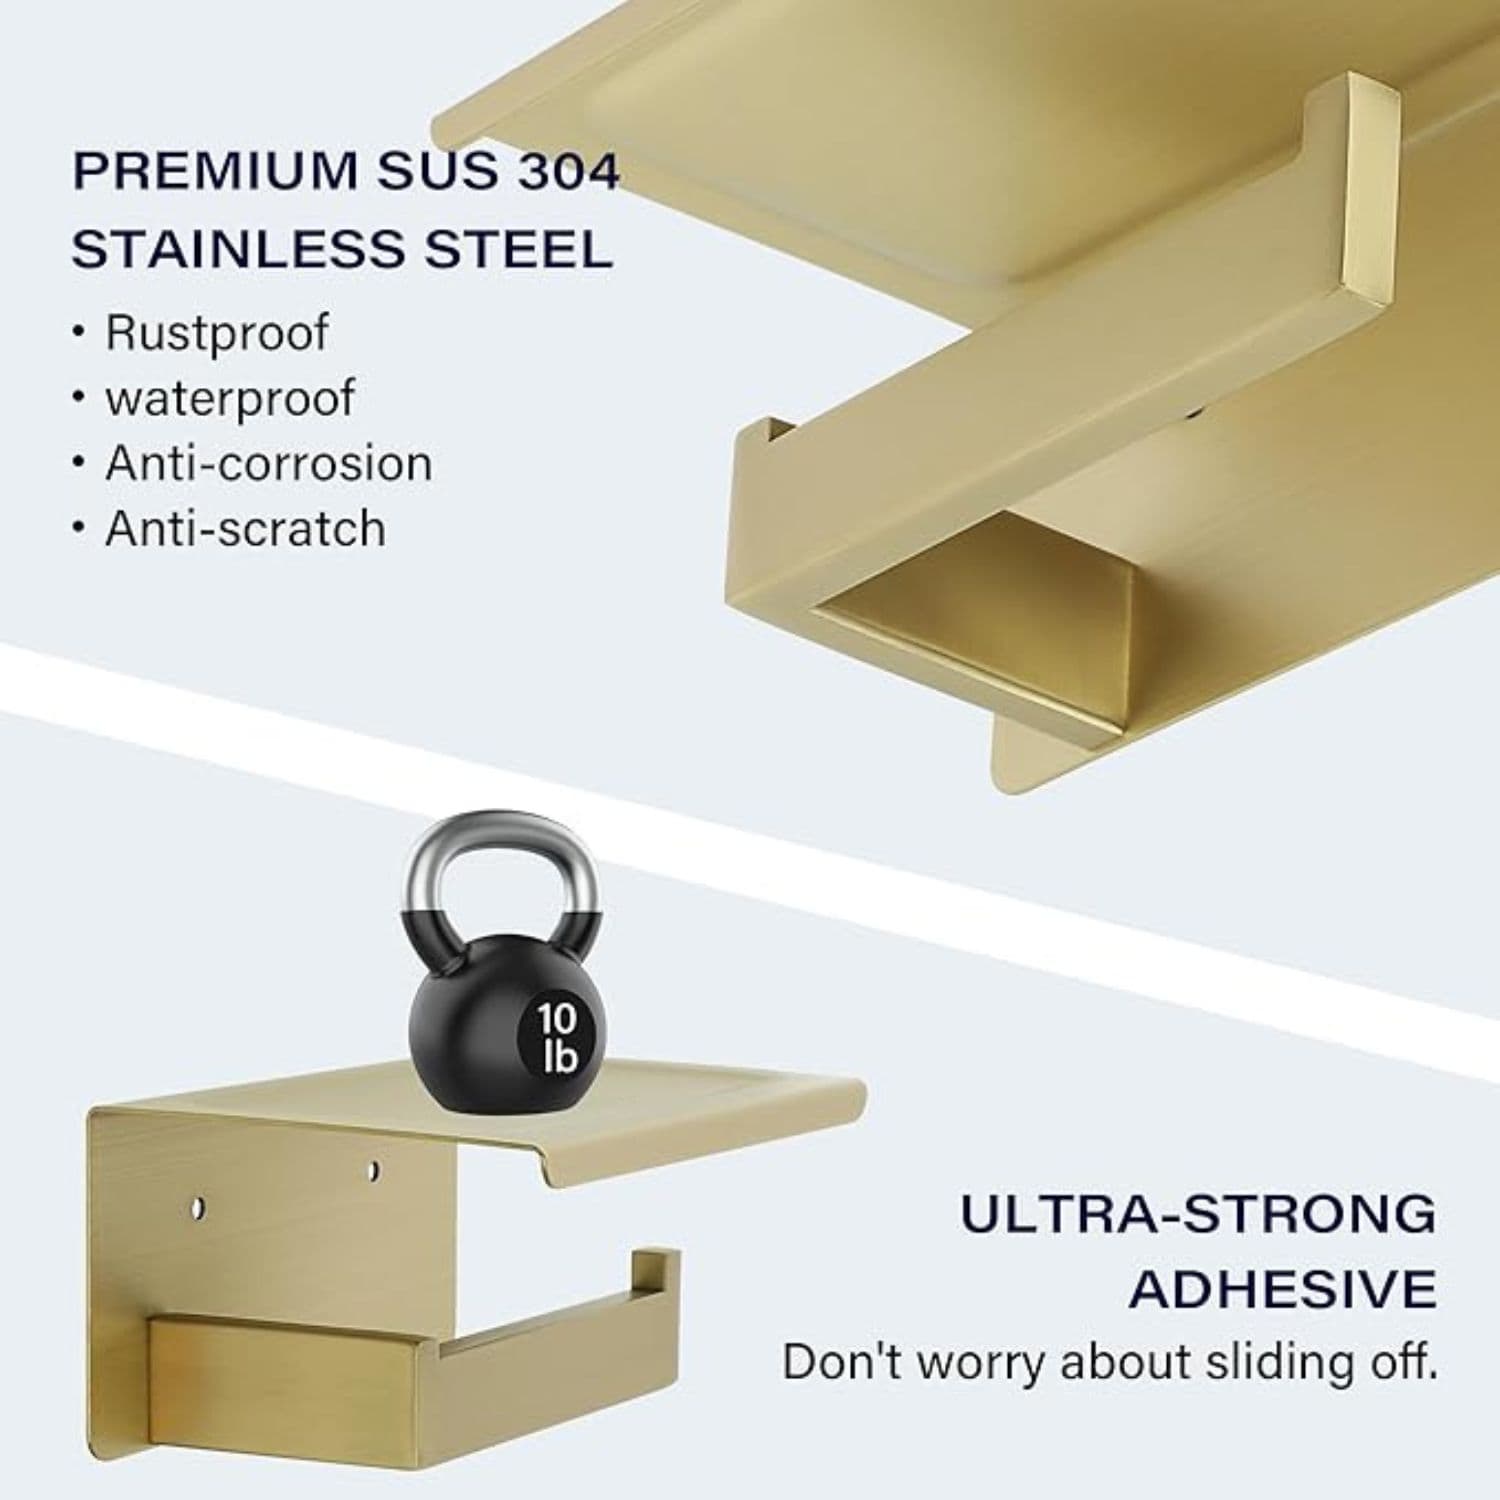 PREMIUM SUS 304
STAINLESS STEEL
• Rustproof
• waterproof
• Anti-corrosion
• Anti-scratch
10
lb
ULTRA-STRONG
ADHESIVE
Don't worry about sliding off.